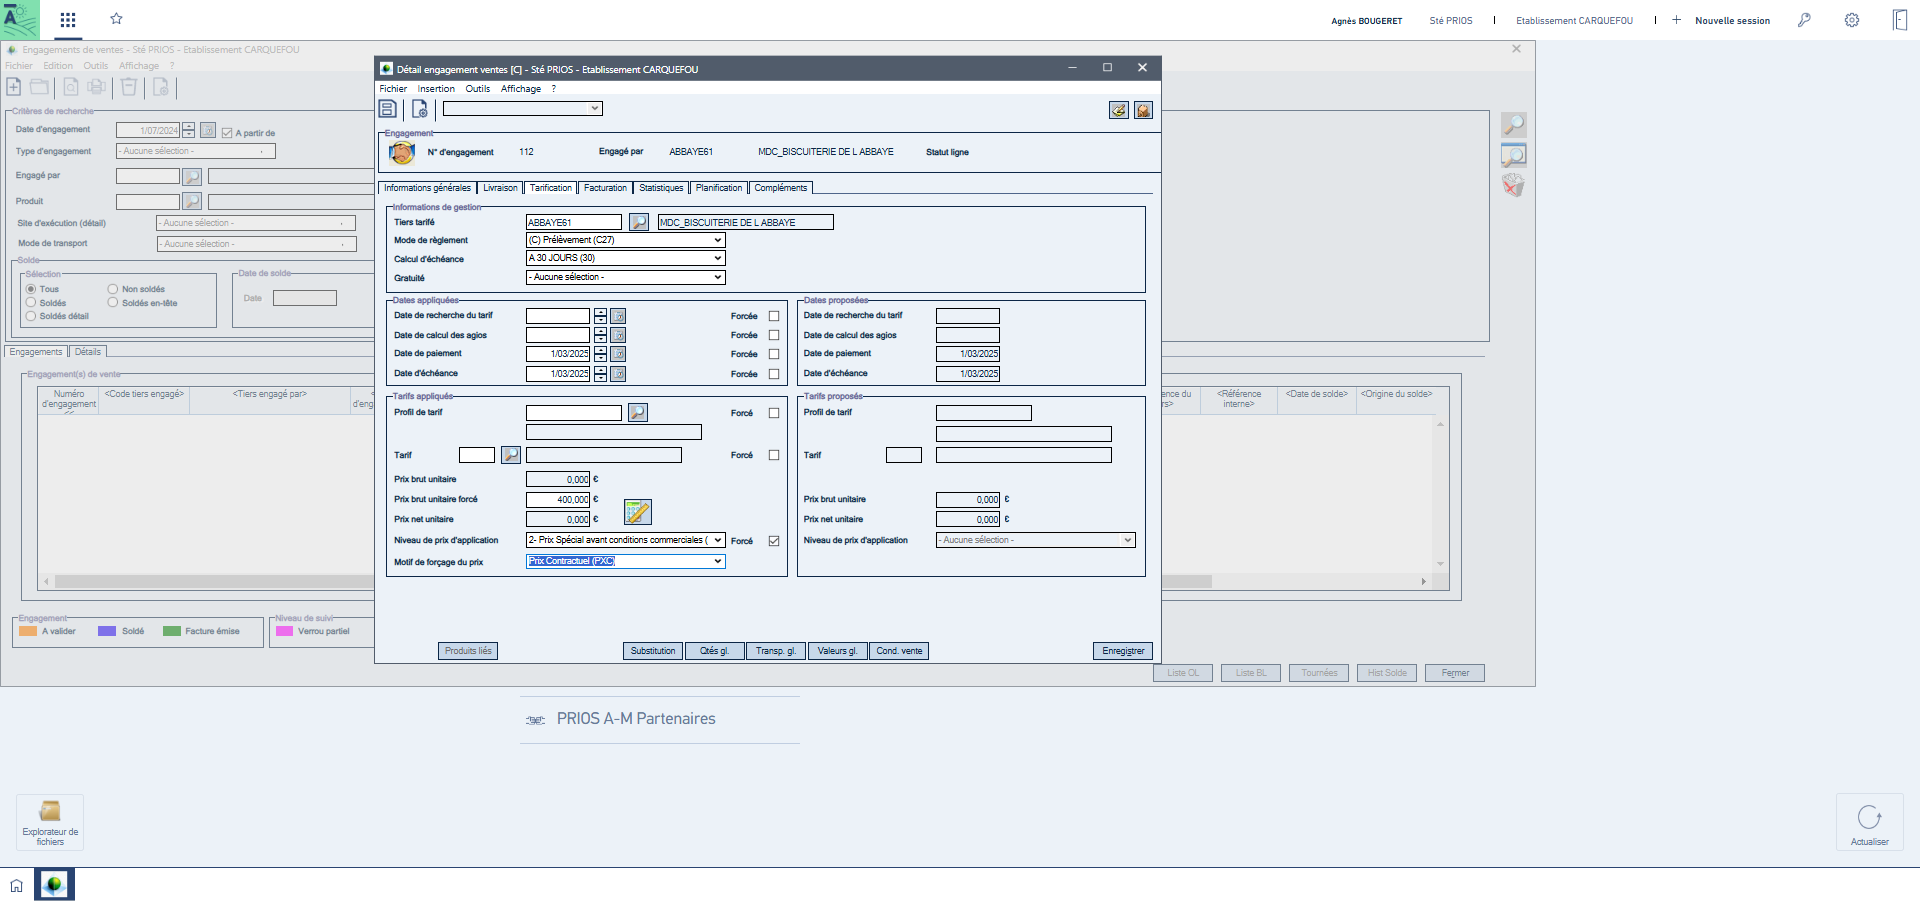 Agnès BOUGERET
Sté PRIOS
Etablissement CARQUEFOU
Nouvelle session
Engagements de ventes - Sté PRIOS - Etablissement CARQUEFOU
Fichier Edition Outils Affichage ?
Critères de recherche
Date d'engagement 1/07/2024 A partir de
Type d'engagement - Aucune sélection -
Engagé par
Produit
Site d'exécution (détail) - Aucune sélection -
Mode de transport - Aucune sélection -
Solde
Sélection
Tous Non soldés
Soldés Soldés en-tête
Soldés détail
Date de solde
Date
Engagements Détails
Engagement(s) de vente
Numéro d'engagement <<
<Code tiers engagé>
<Tiers engagé par>
d'eng
ence du
rs>
<Référence interne>
<Date de solde>
<Origine du solde>
Engagement
A valider Soldé Facture émise
Niveau de suivi
Verrou partiel
Liste OL Liste BL Tournées Hist Solde Fermer
Détail engagement ventes [C] - Sté PRIOS - Etablissement CARQUEFOU
Fichier Insertion Outils Affichage ?
Engagement
N° d'engagement 112 Engagé par ABBAYE61 MDC_BISCUITERIE DE L ABBAYE Statut ligne
Informations générales Livraison Tarification Facturation Statistiques Planification Compléments
Informations de gestion
Tiers tarifé ABBAYE61 MDC_BISCUITERIE DE L ABBAYE
Mode de règlement (C) Prélèvement (C27)
Calcul d'échéance A 30 JOURS (30)
Gratuité - Aucune sélection -
Dates appliquées
Date de recherche du tarif Forcée
Date de calcul des agios Forcée
Date de paiement 1/03/2025 Forcée
Date d'échéance 1/03/2025 Forcée
Dates proposées
Date de recherche du tarif
Date de calcul des agios
Date de paiement 1/03/2025
Date d'échéance 1/03/2025
Tarifs appliqués
Profil de tarif Forcé
Tarif Forcé
Prix brut unitaire 0,000 €
Prix brut unitaire forcé 400,000 €
Prix net unitaire 0,000 €
Niveau de prix d'application 2- Prix Spécial avant conditions commerciales ( Forcé
Motif de forçage du prix Prix Contractuel (PXC)
Tarifs proposés
Profil de tarif
Tarif
Prix brut unitaire 0,000 €
Prix net unitaire 0,000 €
Niveau de prix d'application - Aucune sélection -
Produits liés Substitution Qtés gl. Transp. gl. Valeurs gl. Cond. vente Enregistrer
PRIOS A-M Partenaires
Explorateur de fichiers
Actualiser